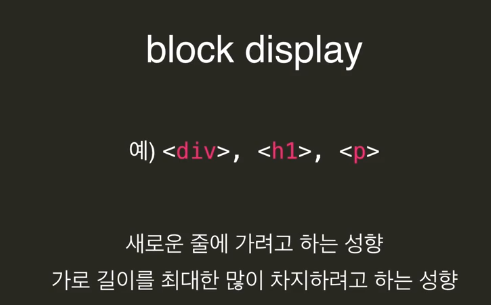 block display
예) <div>, <h1>, <p>
새로운 줄에 가려고 하는 성향
가로 길이를 최대한 많이 차지하려고 하는 성향